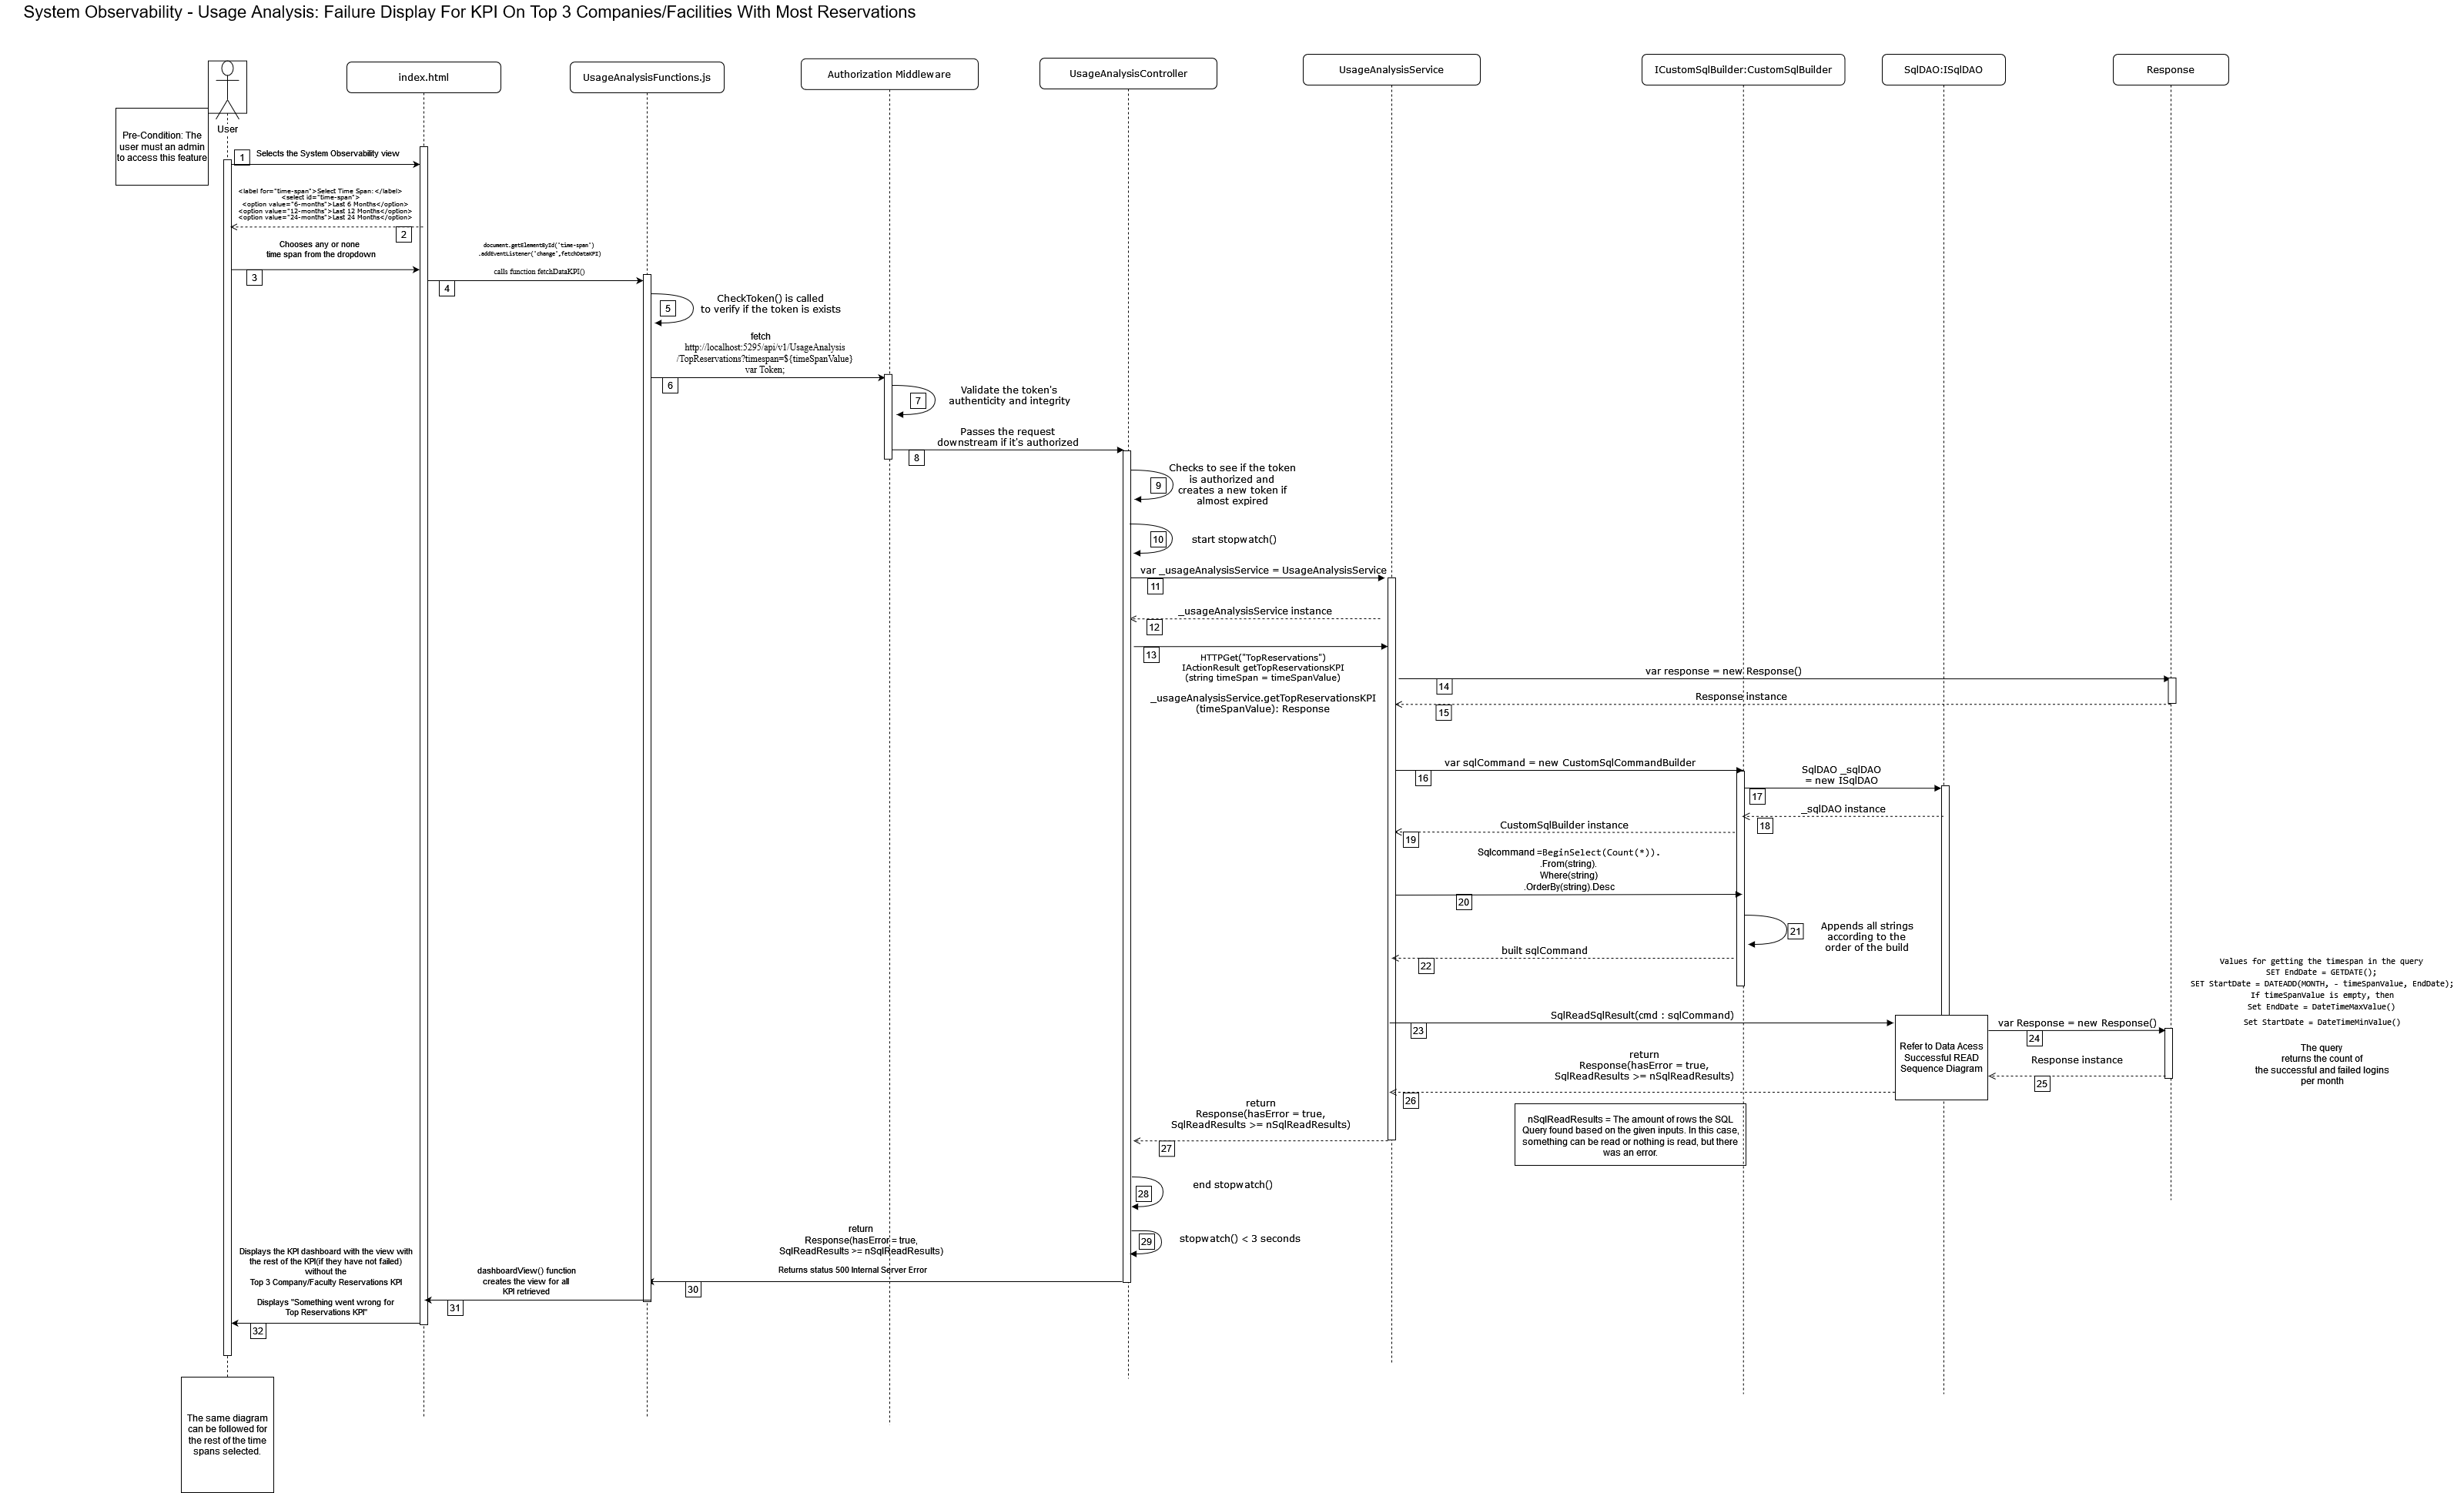 System Observability - Usage Analysis: Failure Display For KPI On Top 3 Companies/Facilities With Most Reservations
User
index.html
UsageAnalysisFunctions.js
Authorization Middleware
UsageAnalysisController
UsageAnalysisService
ICustomSqlBuilder:CustomSqlBuilder
SqlDAO:ISqlDAO
Response
Pre-Condition: The
user must an admin
to access this feature
1
Selects the System Observability view
<label for="time-span">Select Time Span: </label>
<select id="time-span">
<option value="6-months">Last 6 Months</option>
<option value="12-months">Last 12 Months</option>
<option value="24-months">Last 24 Months</option>
2
Chooses any or none
time span from the dropdown
3
document.getElementById('time-span')
.addEventListener('change',fetchDataKPI)
calls function fetchDataKPI()
4
5
CheckToken() is called
to verify if the token is exists
fetch
http://localhost:5295/api/v1/UsageAnalysis
/TopReservations?timespan=${timeSpanValue}
var Token;
6
7
Validate the token's
authenticity and integrity
Passes the request
downstream if it's authorized
8
9
Checks to see if the token
is authorized and
creates a new token if
almost expired
10
start stopwatch()
var _usageAnalysisService = UsageAnalysisService
11
_usageAnalysisService instance
12
13
HTTPGet("TopReservations")
IActionResult getTopReservationsKPI
(string timeSpan = timeSpanValue)
_usageAnalysisService.getTopReservationsKPI
(timeSpanValue): Response
var response = new Response()
14
Response instance
15
var sqlCommand = new CustomSqlCommandBuilder
16
SqlDAO _sqlDAO
= new ISqlDAO
17
_sqlDAO instance
18
CustomSqlBuilder instance
19
Sqlcommand =BeginSelect(Count(*)).
.From(string).
Where(string)
.OrderBy(string).Desc
20
21
Appends all strings
according to the
order of the build
built sqlCommand
22
Values for getting the timespan in the query
SET EndDate = GETDATE();
SET StartDate = DATEADD(MONTH, - timeSpanValue, EndDate);
If timeSpanValue is empty, then
Set EndDate = DateTimeMaxValue()
Set StartDate = DateTimeMinValue()
The query
returns the count of
the successful and failed logins
per month
SqlReadSqlResult(cmd : sqlCommand)
23
Refer to Data Acess
Successful READ
Sequence Diagram
var Response = new Response()
24
Response instance
25
return
Response(hasError = true,
SqlReadResults >= nSqlReadResults)
26
nSqlReadResults = The amount of rows the SQL
Query found based on the given inputs. In this case,
something can be read or nothing is read, but there
was an error.
return
Response(hasError = true,
SqlReadResults >= nSqlReadResults)
27
28
end stopwatch()
29
stopwatch() < 3 seconds
return
Response(hasError = true,
SqlReadResults >= nSqlReadResults)
Returns status 500 Internal Server Error
30
dashboardView() function
creates the view for all
KPI retrieved
31
Displays the KPI dashboard with the view with
the rest of the KPI(if they have not failed)
without the
Top 3 Company/Faculty Reservations KPI
Displays "Something went wrong for
Top Reservations KPI"
32
The same diagram
can be followed for
the rest of the time
spans selected.